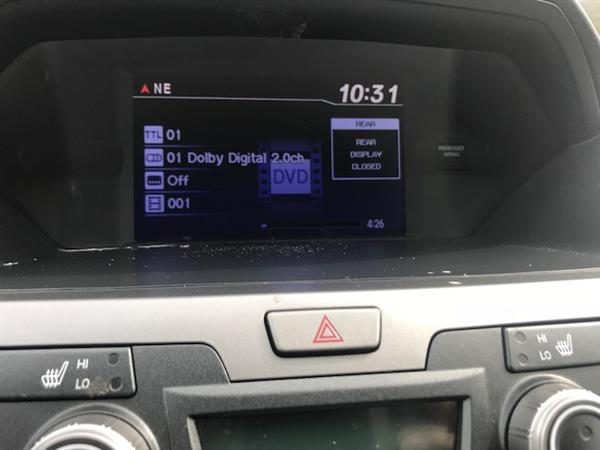 NE
10:31
TTL 01
REAR
REAR
DISPLAY
CLOSED
01 Dolby Digital 2.0ch
Off
DVD
001
4:26
PASSENGER
AIRBAG
HI
LO
HI
LO